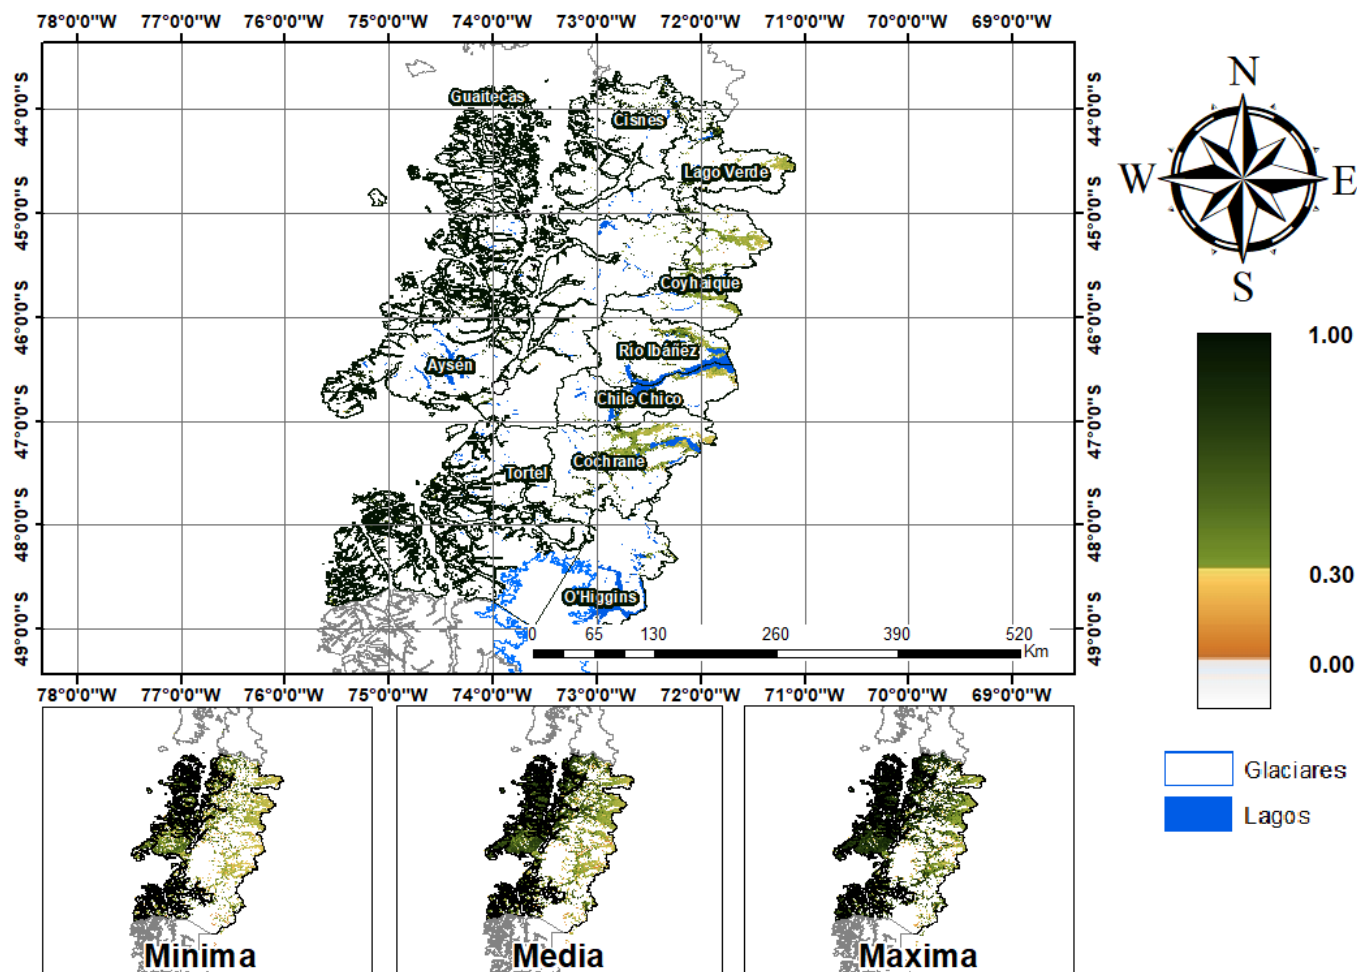 78°0'0"W 77°0'0"W 76°0'0"W 75°0'0"W 74°0'0"W 73°0'0"W 72°0'0"W 71°0'0"W 70°0'0"W 69°0'0"W
44°0'0"S 44°0'0"S
45°0'0"S 45°0'0"S
46°0'0"S 46°0'0"S
47°0'0"S 47°0'0"S
48°0'0"S 48°0'0"S
49°0'0"S 49°0'0"S
Guaitecas
Cisnes
Lago Verde
Coyhaique
Río Ibáñez
Aysén
Chile Chico
Cochrane
Tortel
O'Higgins
0 65 130 260 390 520
Km
78°0'0"W 77°0'0"W 76°0'0"W 75°0'0"W 74°0'0"W 73°0'0"W 72°0'0"W 71°0'0"W 70°0'0"W 69°0'0"W
N
W E
S
1.00
0.30
0.00
Glaciares
Lagos
Minima
Media
Maxima